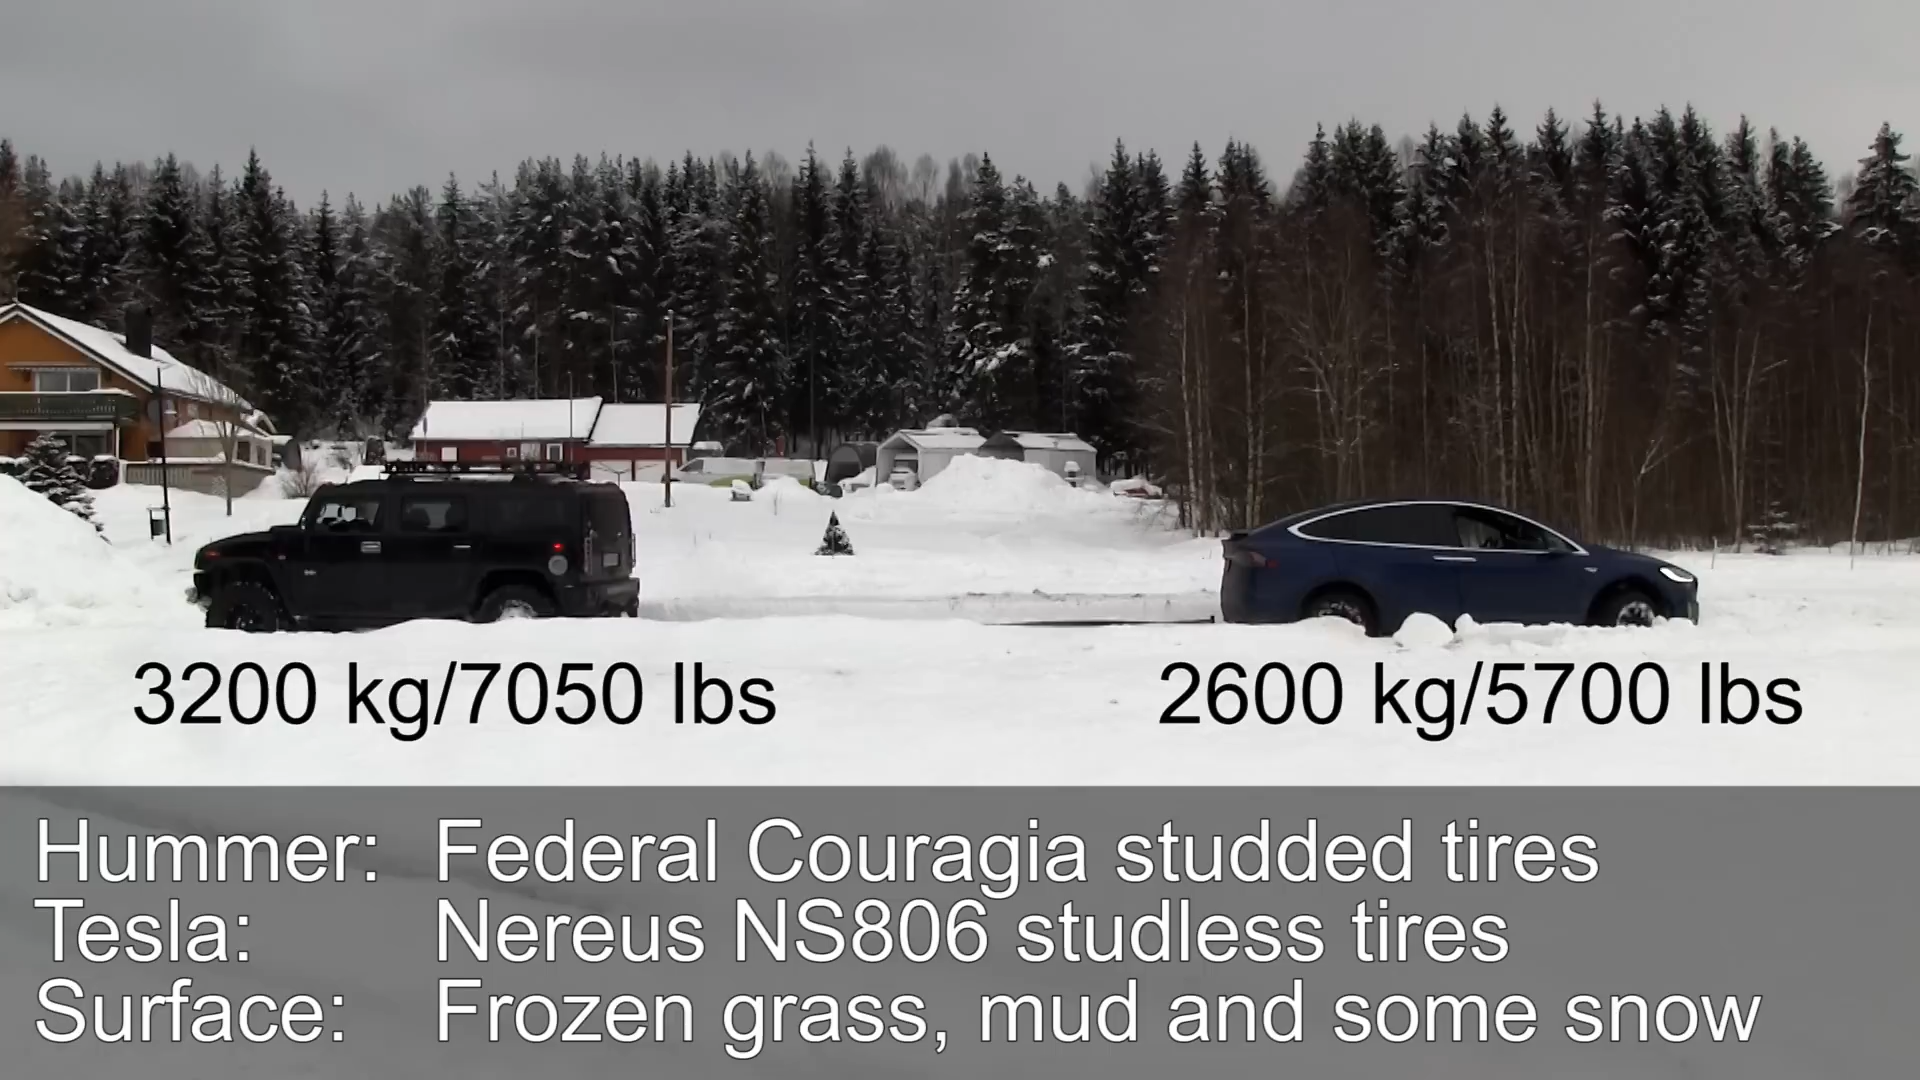 3200 kg/7050 lbs
2600 kg/5700 lbs
Hummer: Federal Couragia studded tires
Tesla: Nereus NS806 studless tires
Surface: Frozen grass, mud and some snow